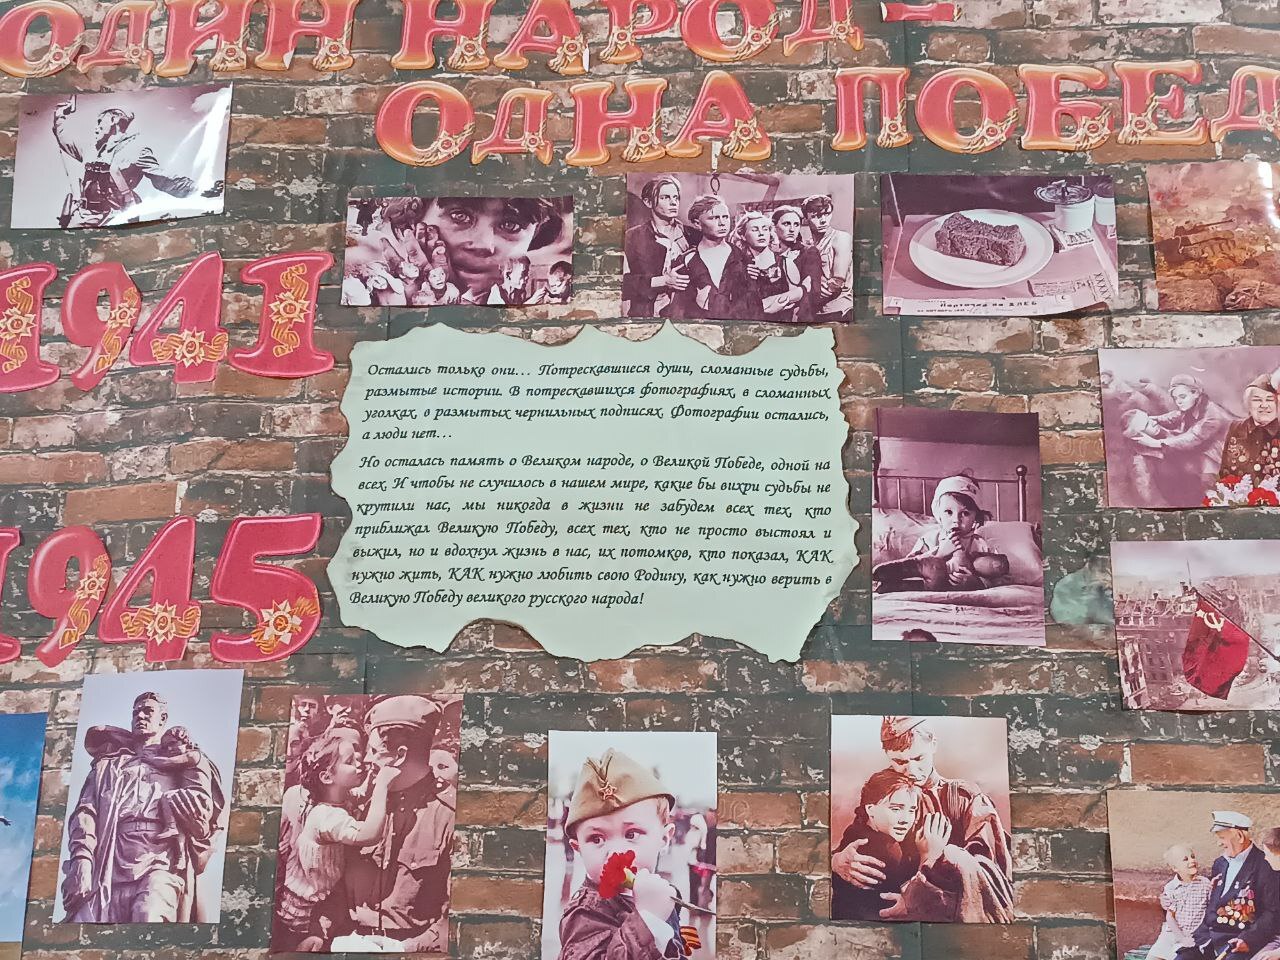 ОДИН НАРОД –
ОДНА ПОБЕД
1941
1945
Остались только они... Потрескавшиеся души, сломанные судьбы,
размытые истории. В потрескавшихся фотографиях, в сломанных
уголках, в размытых чернильных подписях. Фотографии остались,
а люди нет...
Но осталась память о Великом народе, о Великой Победе, одной на
всех. И чтобы не случилось в нашем мире, какие бы вихри судьбы не
крутили нас, мы никогда в жизни не забудем всех тех, кто
приближал Великую Победу, всех тех, кто не просто выстоял и
выжил, но и вдохнул жизнь в нас, их потомков, кто показал, КАК
нужно жить, КАК нужно любить свою Родину, как нужно верить в
Великую Победу великого русского народа!